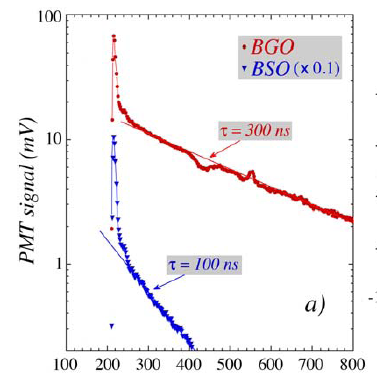 100
BGO
BSO (x 0.1)
10
τ = 300 ns
PMT signal (mV)
1
τ = 100 ns
a)
100 200 300 400 500 600 700 800